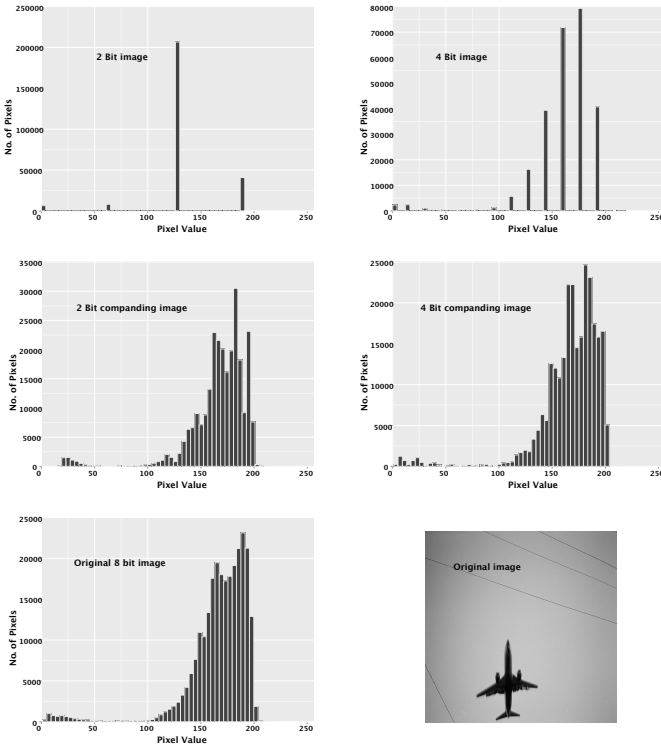 250000
200000
150000
100000
50000
0
No. of Pixels
2 Bit image
0 50 100 150 200 250
Pixel Value
80000
70000
60000
50000
40000
30000
20000
10000
0
No. of Pixels
4 Bit image
0 50 100 150 200 250
Pixel Value
35000
30000
25000
20000
15000
10000
5000
0
No. of Pixels
2 Bit companding image
0 50 100 150 200 250
Pixel Value
25000
20000
15000
10000
5000
0
No. of Pixels
4 Bit companding image
0 50 100 150 200 250
Pixel Value
25000
20000
15000
10000
5000
0
No. of Pixels
Original 8 bit image
0 50 100 150 200 250
Pixel Value
Original image